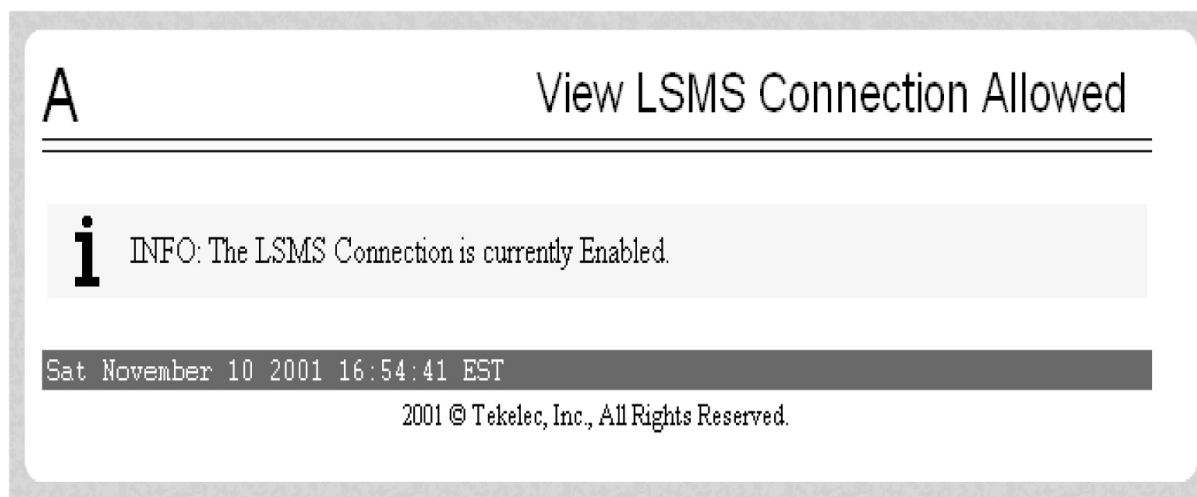 A View LSMS Connection Allowed
i INFO: The LSMS Connection is currently Enabled.
Sat November 10 2001 16:54:41 EST
2001 © Tekelec, Inc., All Rights Reserved.